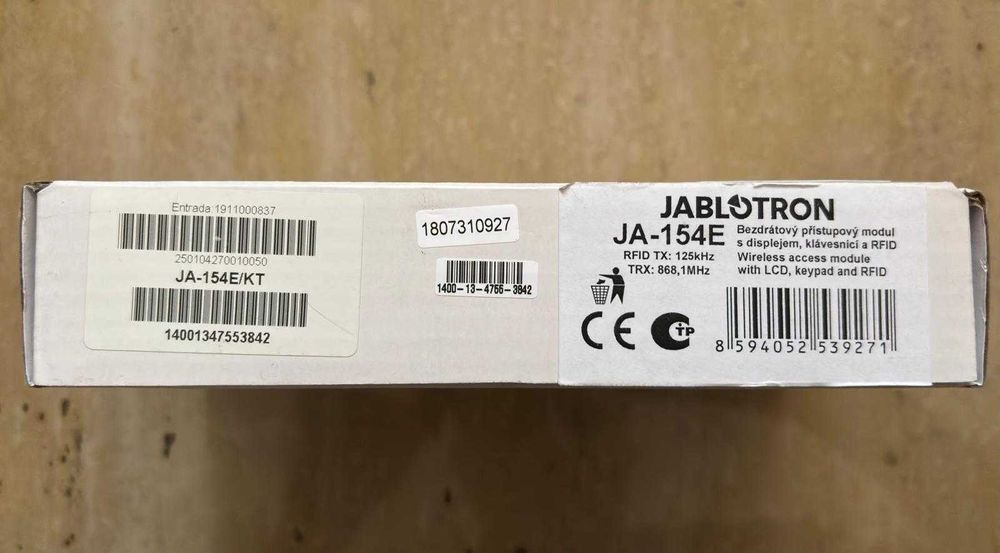 Entrada:1911000837
250104270010050
JA-154E/KT
14001347553842
1807310927
1400-13-4755-3842
JABLOTRON
JA-154E
RFID TX: 125kHz
TRX: 868,1MHz
Bezdrátový přístupový modul
s displejem, klávesnicí a RFID
Wireless access module
with LCD, keypad and RFID
CE
C TP
8 594052 539271